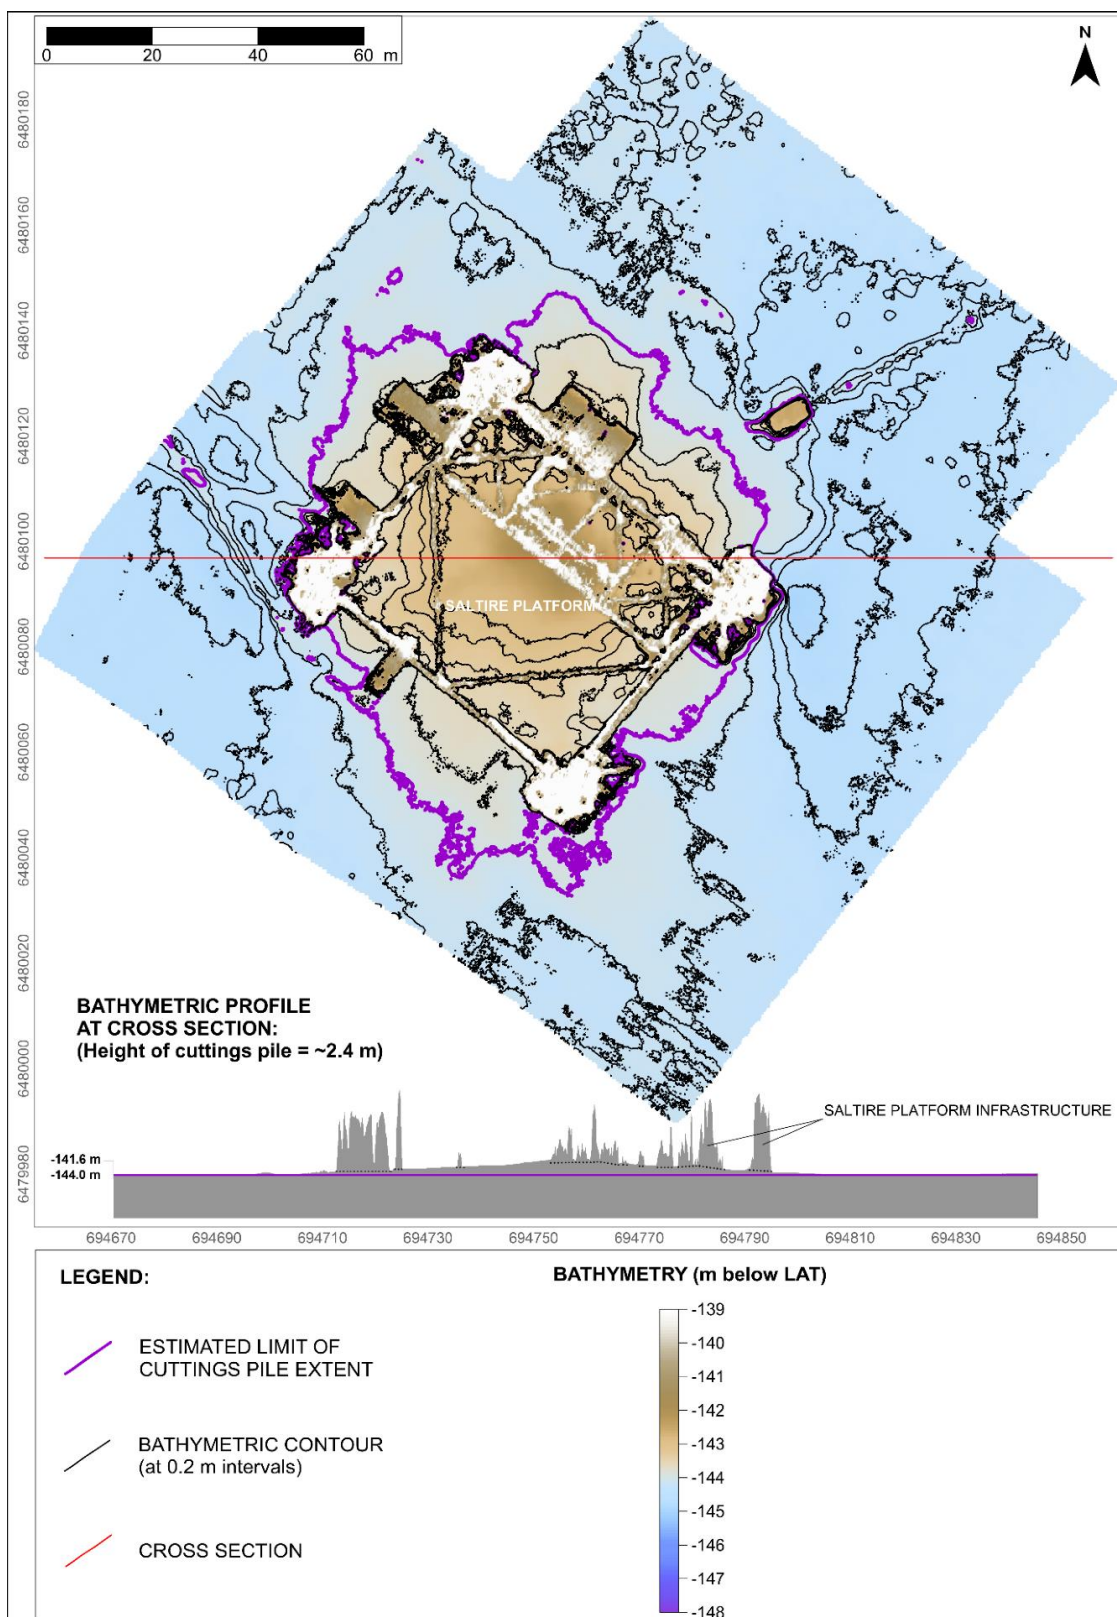 0 20 40 60 m
N
6480180
6480160
6480140
6480120
6480100
6480080
6480060
6480040
6480020
6480000
6479980
SALTIRE PLATFORM
BATHYMETRIC PROFILE
AT CROSS SECTION:
(Height of cuttings pile = ~2.4 m)
SALTIRE PLATFORM INFRASTRUCTURE
-141.6 m
-144.0 m
694670 694690 694710 694730 694750 694770 694790 694810 694830 694850
LEGEND:
ESTIMATED LIMIT OF
CUTTINGS PILE EXTENT
BATHYMETRIC CONTOUR
(at 0.2 m intervals)
CROSS SECTION
BATHYMETRY (m below LAT)
-139
-140
-141
-142
-143
-144
-145
-146
-147
-148